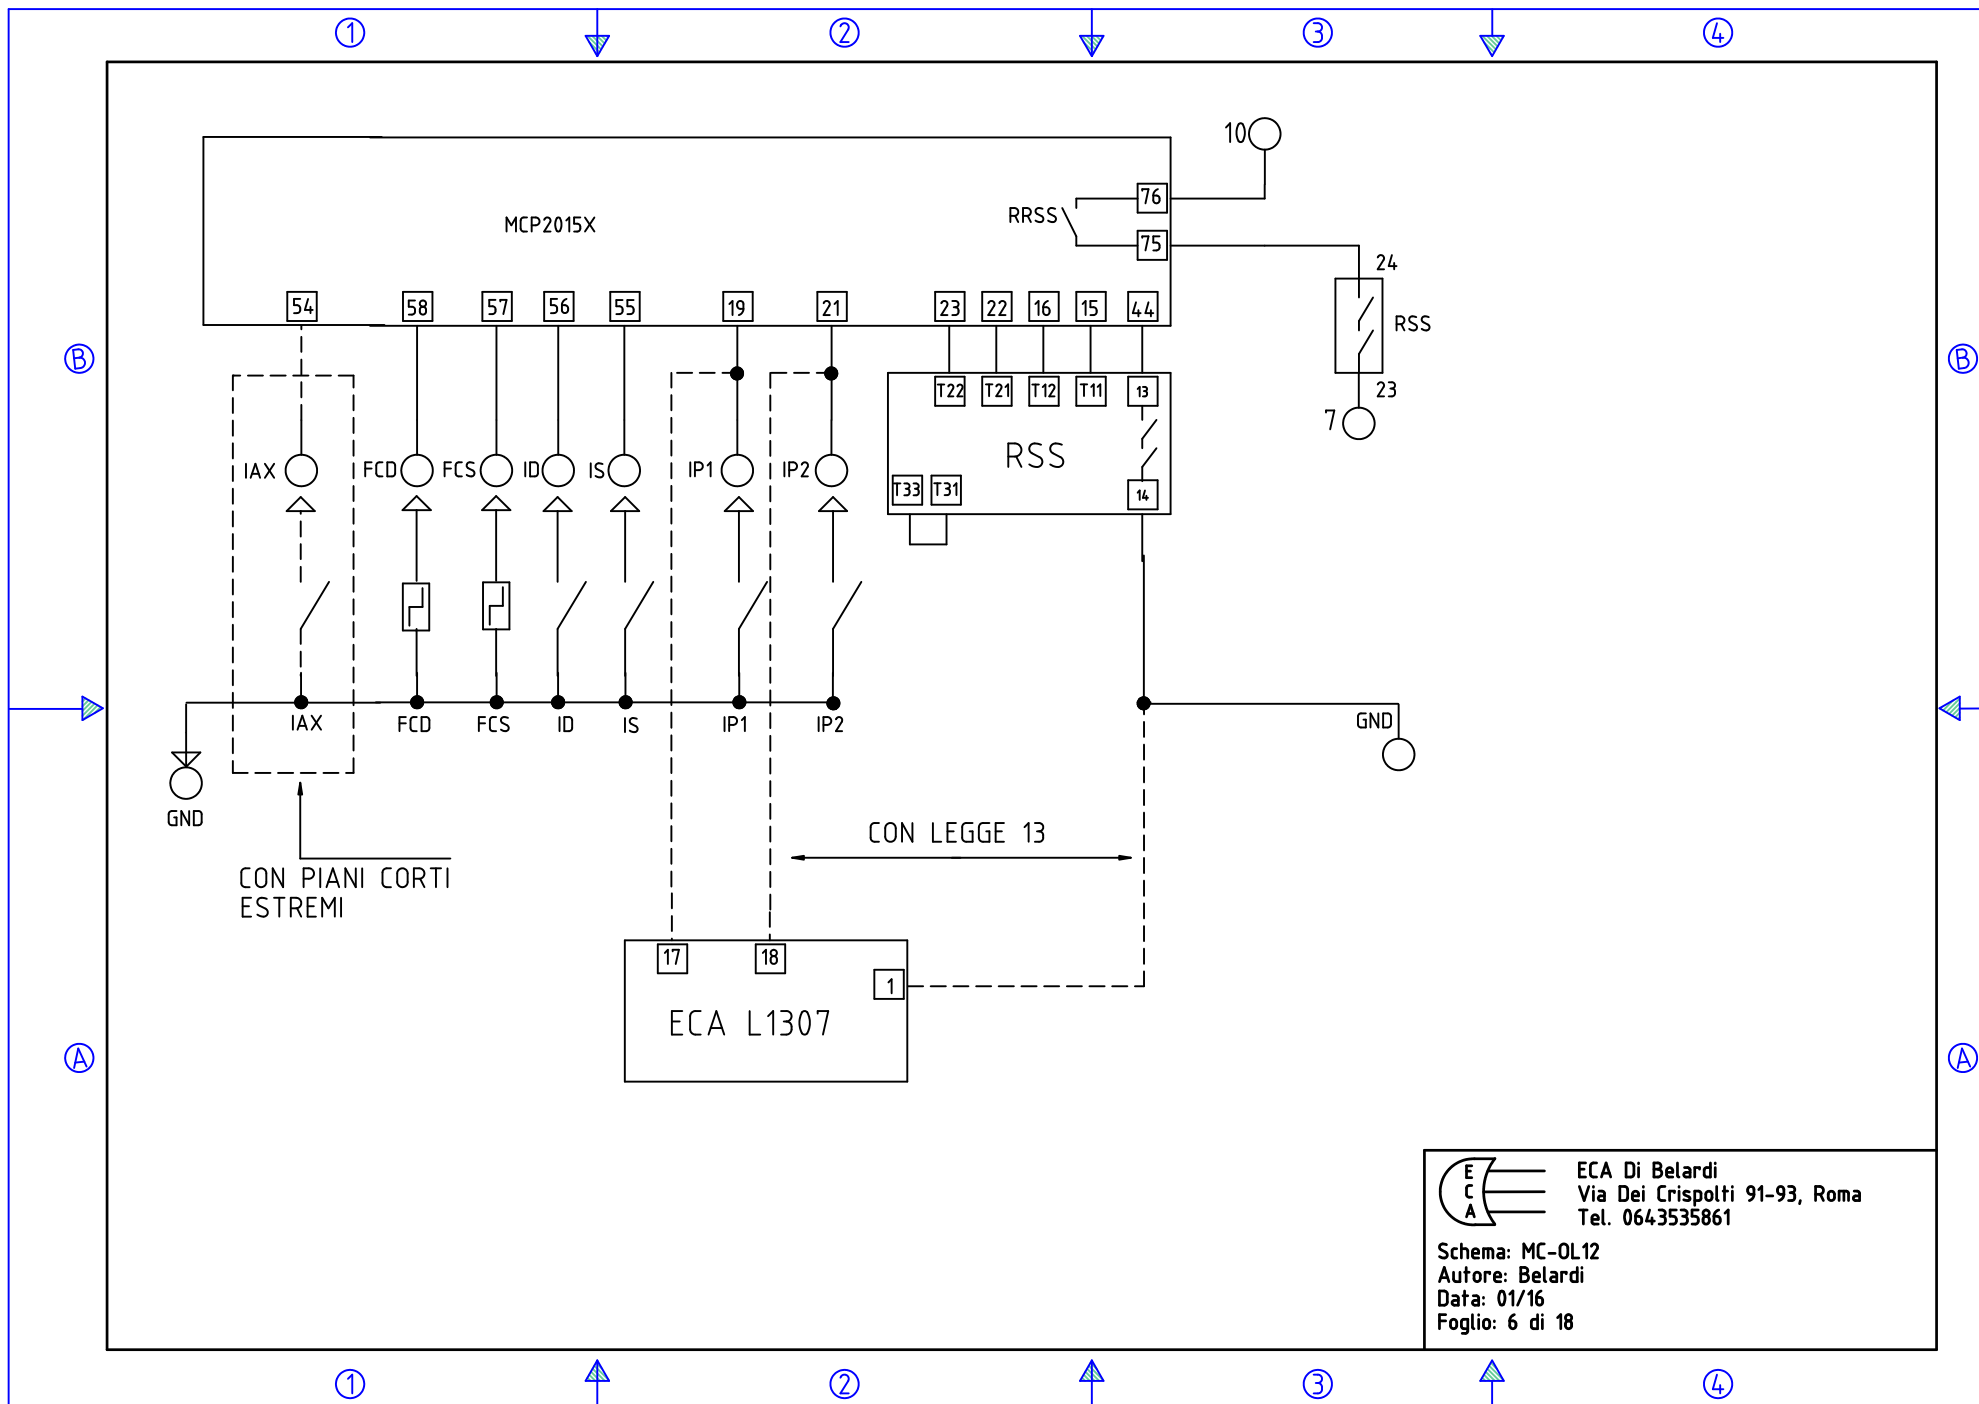 1 2 3 4
10
76
RRSS
MCP2015X
75
24
54 58 57 56 55 19 21 23 22 16 15 44
RSS
B B
T22 T21 T12 T11 13
23
7
RSS
IAX FCD FCS ID IS IP1 IP2
T33 T31 14
IAX FCD FCS ID IS IP1 IP2
GND
GND
CON LEGGE 13
CON PIANI CORTI
ESTREMI
17 18
1
ECA L1307
A A
E
C
A
ECA Di Belardi
Via Dei Crispolti 91-93, Roma
Tel. 0643535861
Schema: MC-OL12
Autore: Belardi
Data: 01/16
Foglio: 6 di 18
1 2 3 4